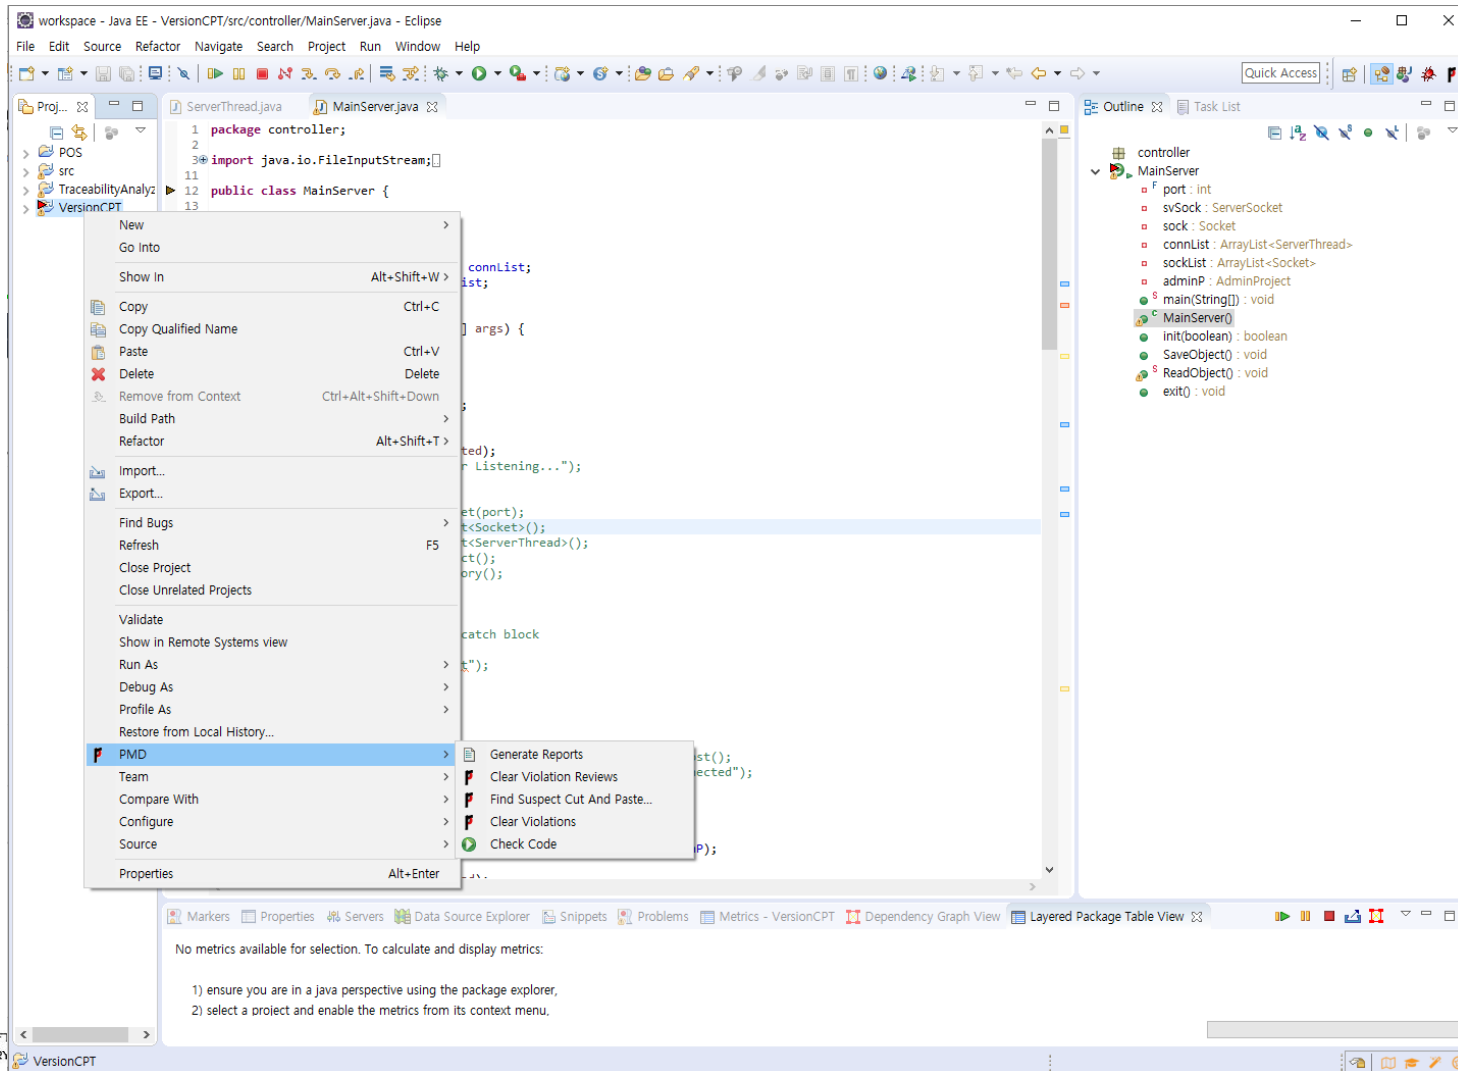 workspace - Java EE - VersionCPT/src/controller/MainServer.java - Eclipse
File Edit Source Refactor Navigate Search Project Run Window Help
Quick Access
Proj...
ServerThread.java
MainServer.java
Outline
Task List
POS
src
TraceabilityAnalyz
VersionCPT
1 package controller;
2
3 import java.io.FileInputStream;
11
12 public class MainServer {
13
connList;
ist;
] args) {
;
ted);
r Listening...");
et(port);
t<Socket>();
t<ServerThread>();
ct();
ory();
catch block
t");
st();
ected");
P);
New
Go Into
Show In Alt+Shift+W >
Copy Ctrl+C
Copy Qualified Name
Paste Ctrl+V
Delete Delete
Remove from Context Ctrl+Alt+Shift+Down
Build Path
Refactor Alt+Shift+T >
Import...
Export...
Find Bugs
Refresh F5
Close Project
Close Unrelated Projects
Validate
Show in Remote Systems view
Run As
Debug As
Profile As
Restore from Local History...
PMD
Team
Compare With
Configure
Source
Properties Alt+Enter
Generate Reports
Clear Violation Reviews
Find Suspect Cut And Paste...
Clear Violations
Check Code
controller
MainServer
port : int
svSock : ServerSocket
sock : Socket
connList : ArrayList<ServerThread>
sockList : ArrayList<Socket>
adminP : AdminProject
main(String[]) : void
MainServer()
init(boolean) : boolean
SaveObject() : void
ReadObject() : void
exit() : void
Markers Properties Servers Data Source Explorer Snippets Problems Metrics - VersionCPT Dependency Graph View Layered Package Table View
No metrics available for selection. To calculate and display metrics:
1) ensure you are in a java perspective using the package explorer,
2) select a project and enable the metrics from its context menu,
VersionCPT